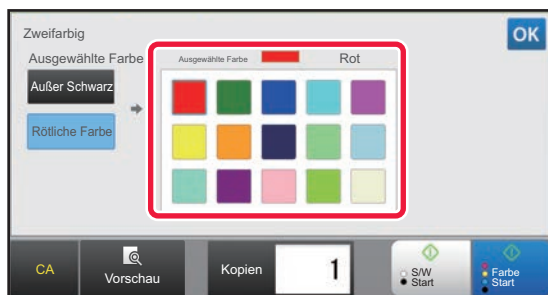 Zweifarbig
OK
Ausgewählte Farbe
Ausgewählte Farbe Rot
Außer Schwarz
Rötliche Farbe
CA
Vorschau
Kopien 1
S/W
Start
Farbe
Start